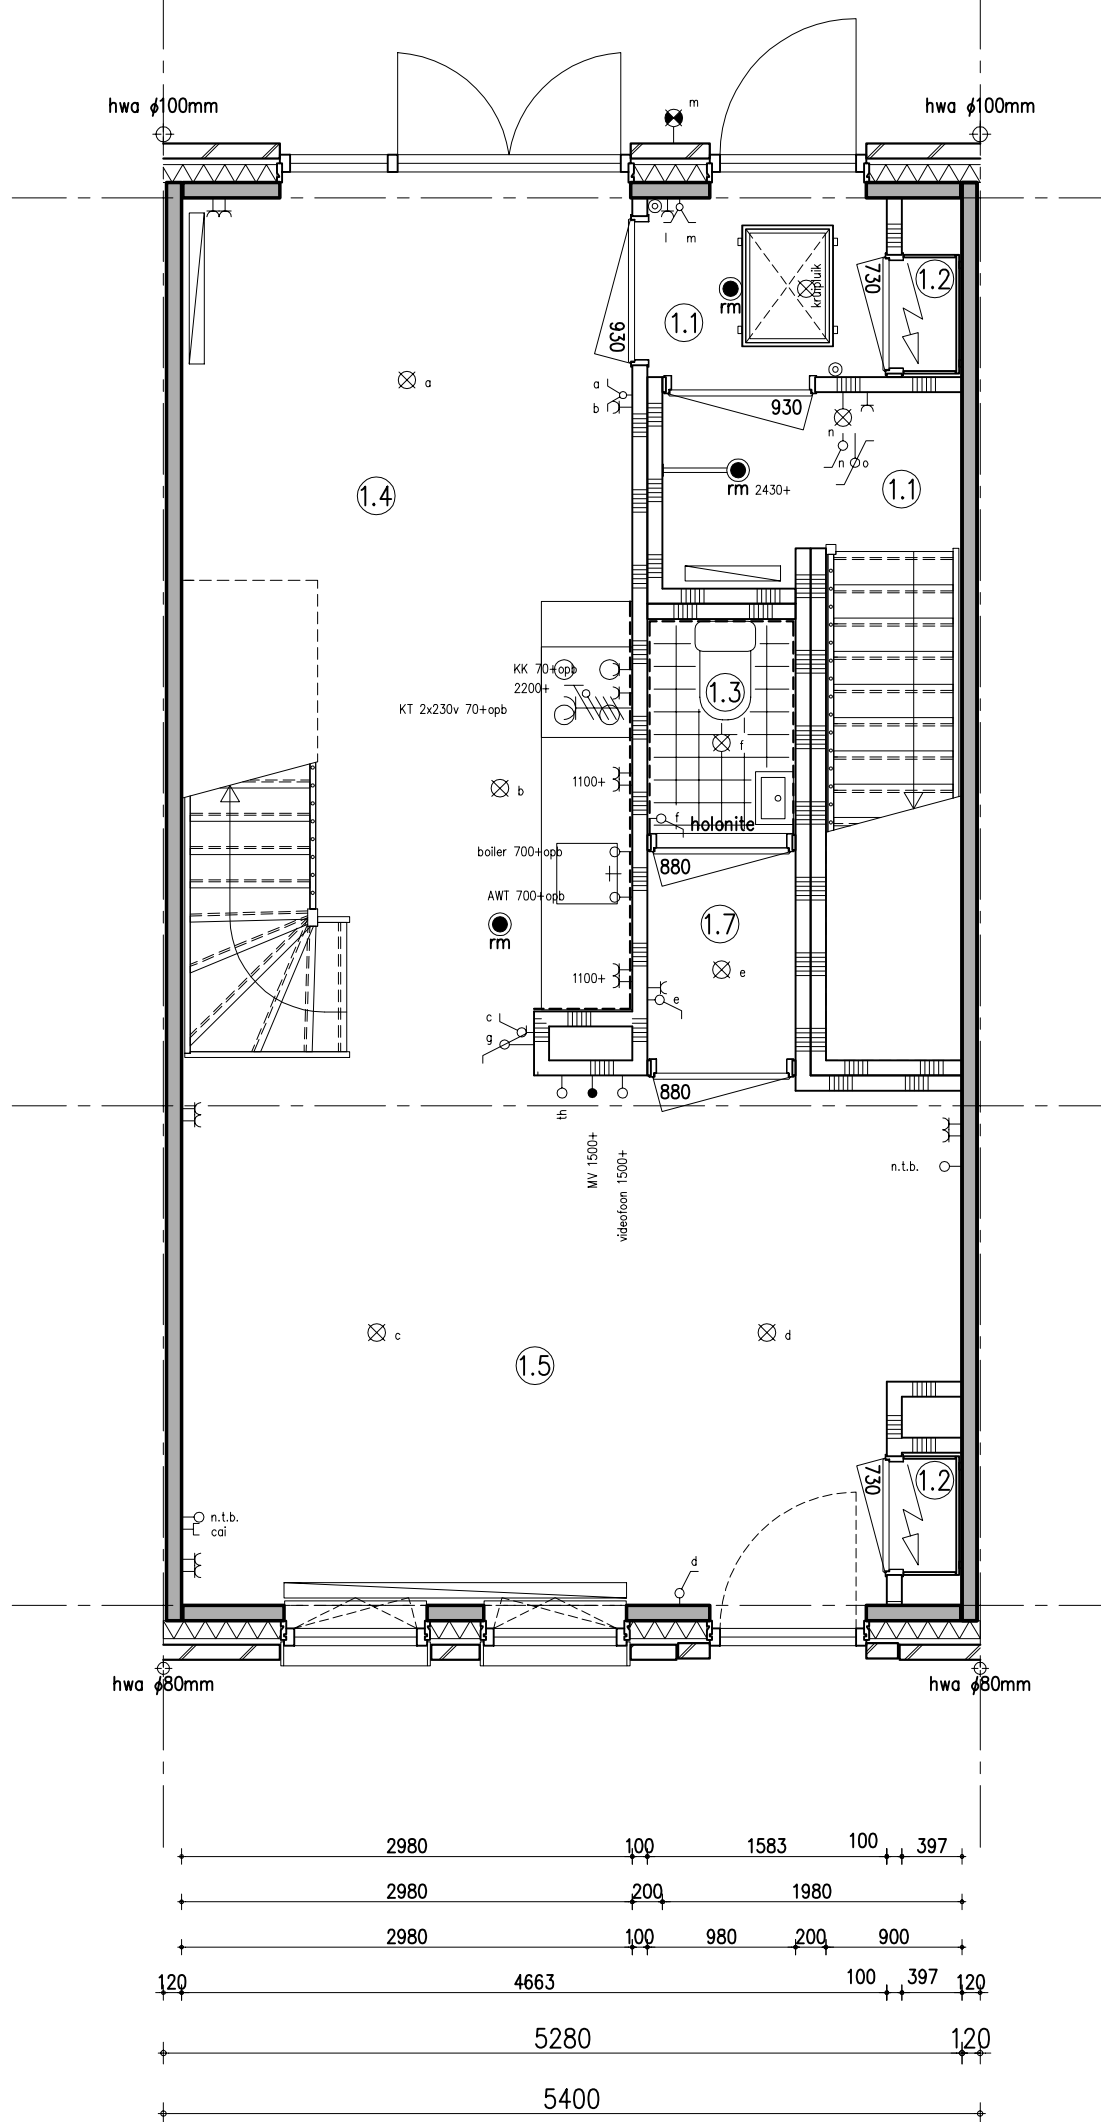 hwa ϕ100mm
hwa ϕ100mm
m
l
m
kruipluik
rm
1.1
1.2
730
930
a
a
b
930
n
n
o
1.4
rm 2430+
1.1
KK 70+opb
2200+
KT 2x230v 70+opb
1.3
f
b
1100+
f
holonite
boiler 700+opb
880
AWT 700+opb
rm
1.7
e
1100+
e
c
g
880
th
MV 1500+
videofoon 1500+
n.t.b.
c
d
1.5
730
1.2
n.t.b.
cai
d
hwa ϕ80mm
hwa ϕ80mm
2980
100
1583
100
397
2980
200
1980
2980
100
980
200
900
120
4663
100
397
120
5280
120
5400